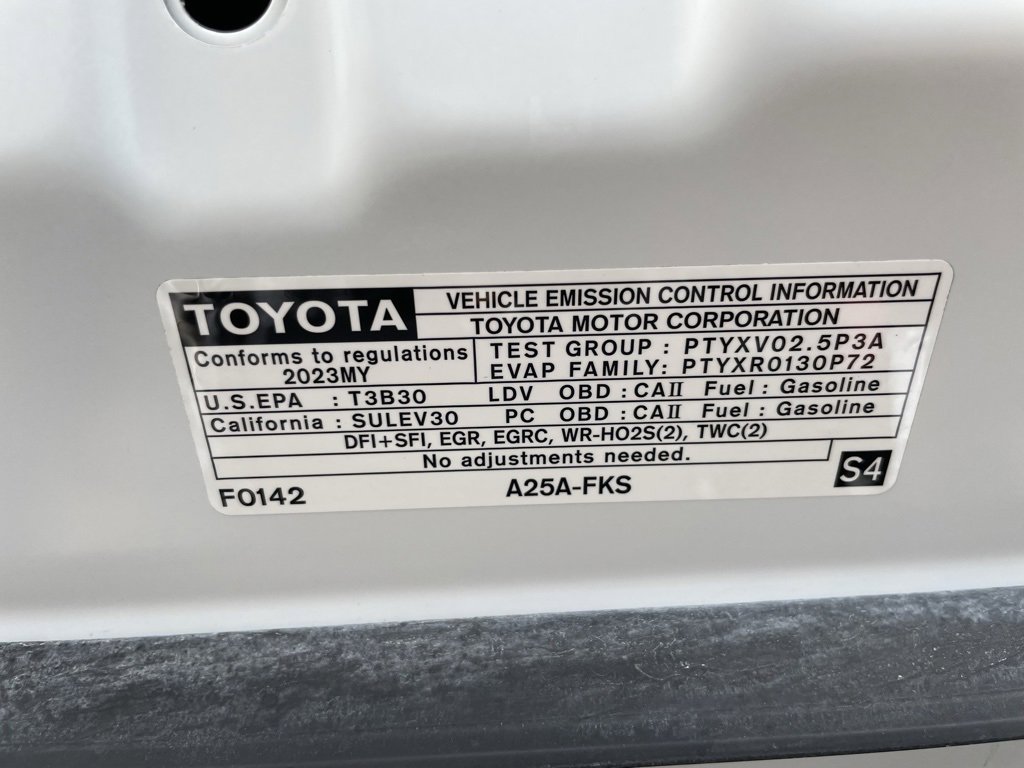 TOYOTA
VEHICLE EMISSION CONTROL INFORMATION
TOYOTA MOTOR CORPORATION
Conforms to regulations
2023MY
TEST GROUP : PTYXV02.5P3A
EVAP FAMILY: PTYXR0130P72
U.S.EPA : T3B30 LDV OBD : CAII Fuel : Gasoline
California : SULEV30 PC OBD : CAII Fuel : Gasoline
DFI+SFI, EGR, EGRC, WR-HO2S(2), TWC(2)
No adjustments needed.
F0142 A25A-FKS S4